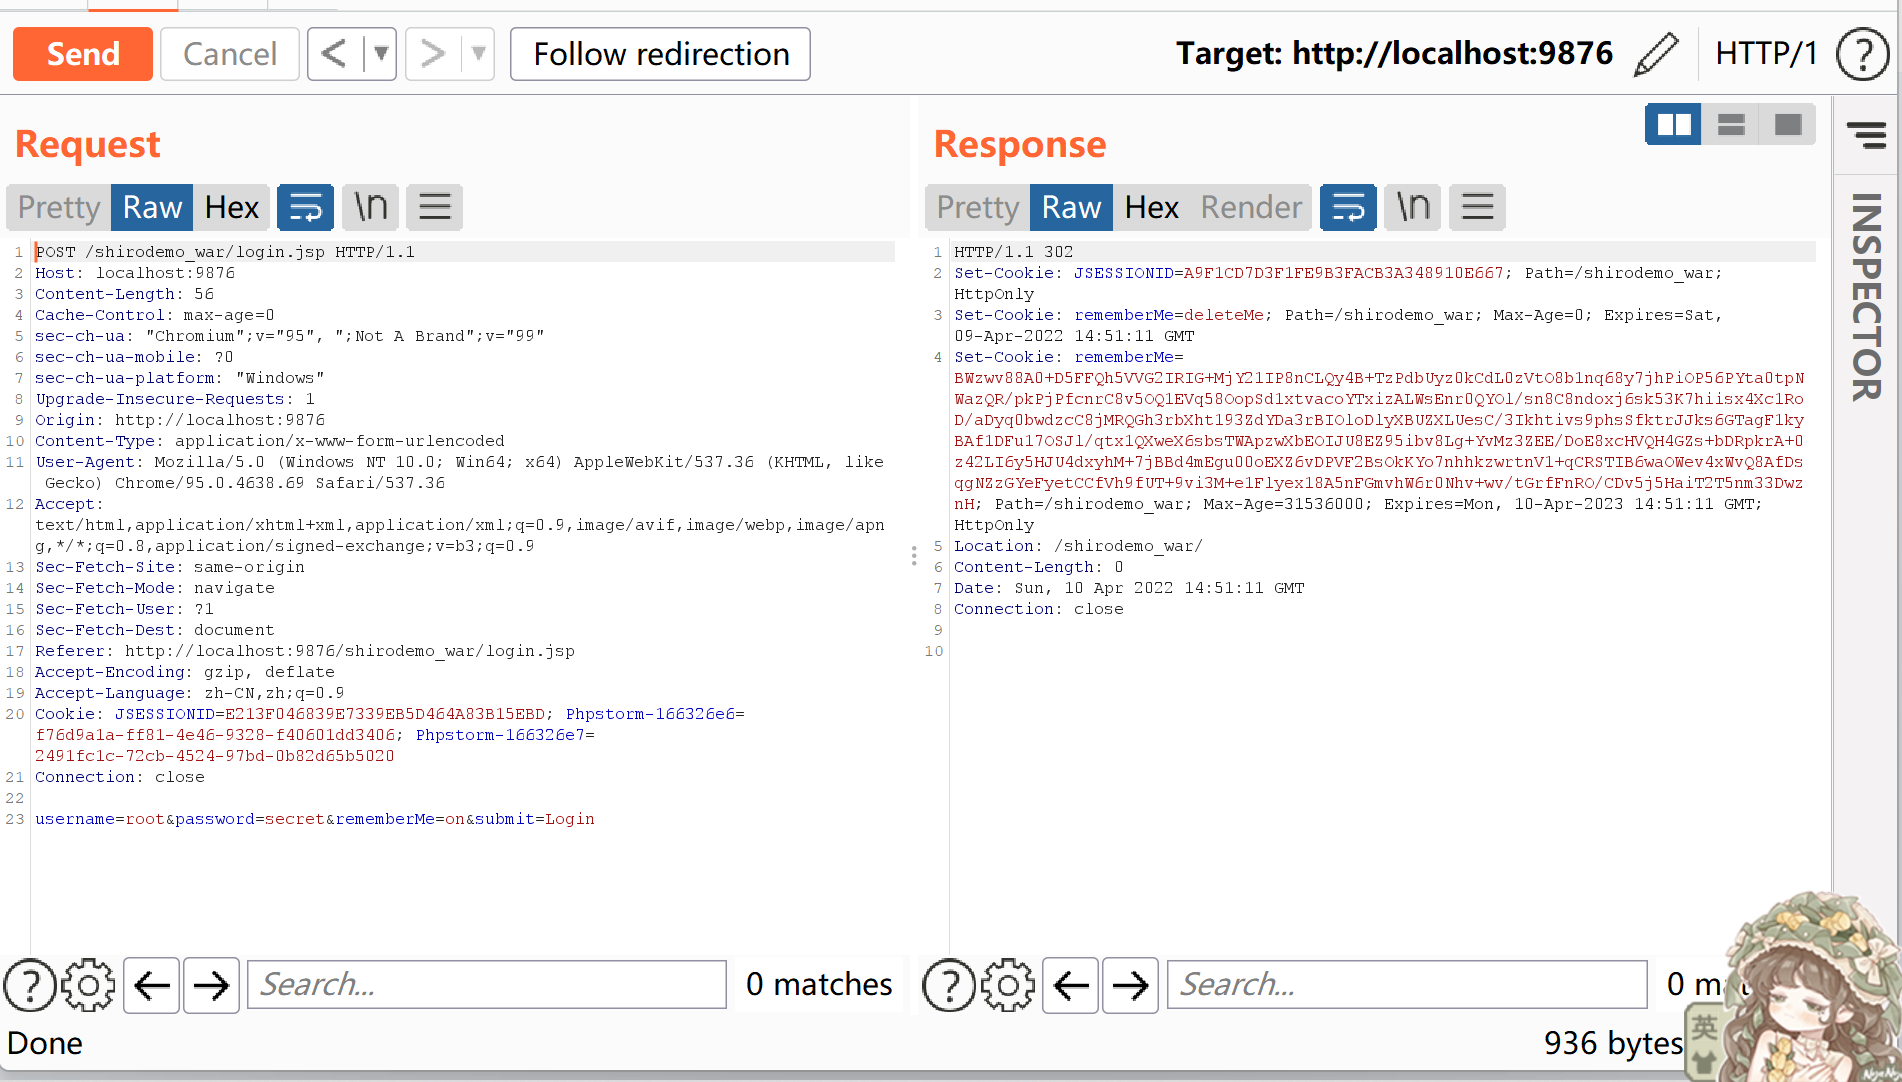 Send
Cancel
Follow redirection
Target: http://localhost:9876
HTTP/1
Request
Pretty Raw Hex \n
1 POST /shirodemo_war/login.jsp HTTP/1.1
2 Host: localhost:9876
3 Content-Length: 56
4 Cache-Control: max-age=0
5 sec-ch-ua: "Chromium";v="95", ";Not A Brand";v="99"
6 sec-ch-ua-mobile: ?0
7 sec-ch-ua-platform: "Windows"
8 Upgrade-Insecure-Requests: 1
9 Origin: http://localhost:9876
10 Content-Type: application/x-www-form-urlencoded
11 User-Agent: Mozilla/5.0 (Windows NT 10.0; Win64; x64) AppleWebKit/537.36 (KHTML, like
Gecko) Chrome/95.0.4638.69 Safari/537.36
12 Accept:
text/html,application/xhtml+xml,application/xml;q=0.9,image/avif,image/webp,image/apn
g,*/*;q=0.8,application/signed-exchange;v=b3;q=0.9
13 Sec-Fetch-Site: same-origin
14 Sec-Fetch-Mode: navigate
15 Sec-Fetch-User: ?1
16 Sec-Fetch-Dest: document
17 Referer: http://localhost:9876/shirodemo_war/login.jsp
18 Accept-Encoding: gzip, deflate
19 Accept-Language: zh-CN,zh;q=0.9
20 Cookie: JSESSIONID=E213F046839E7339EB5D464A83B15EBD; Phpstorm-166326e6=
f76d9a1a-ff81-4e46-9328-f40601dd3406; Phpstorm-166326e7=
2491fc1c-72cb-4524-97bd-0b82d65b5020
21 Connection: close
22
23 username=root&password=secret&rememberMe=on&submit=Login
Search...
0 matches
Done
Response
Pretty Raw Hex Render \n
1 HTTP/1.1 302
2 Set-Cookie: JSESSIONID=A9F1CD7D3F1FE9B3FACB3A348910E667; Path=/shirodemo_war;
HttpOnly
3 Set-Cookie: rememberMe=deleteMe; Path=/shirodemo_war; Max-Age=0; Expires=Sat,
09-Apr-2022 14:51:11 GMT
4 Set-Cookie: rememberMe=
BWzwv88A0+D5FFQh5VVG2IRIG+MjY21IP8nCLQy4B+TzPdbUyz0kCdL0zVtO8b1nq68y7jhPiOP56PYta0tpN
WazQR/pkPjPfcnrC8v5OQ1EVq58OopSd1xtvacoYTxizALWsEnr0QYOl/sn8C8ndoxj6sk53K7hiisx4Xc1Ro
D/aDyq0bwdzcC8jMRQGh3rbXht193ZdYDa3rBIOloDlyXBUZXLUesC/3Ikhtivs9phsSfktrJJks6GTagF1ky
BAf1DFu17OSJl/qtx1QXweX6sbsTWApzwXbEOIJU8EZ95ibv8Lg+YvMz3ZEE/DoE8xcHVQH4GZs+bDRpkrA+0
z42LI6y5HJU4dxyhM+7jBBd4mEgu00oEXZ6vDPVF2BsOkKYo7nhhkzwrtnV1+qCRSTIB6waOWev4xWvQ8AfDs
qgNZzGYeFyetCCfVh9fUT+9vi3M+e1Flyex18A5nFGmvhW6r0Nhv+wv/tGrfFnRO/CDv5j5HaiT2T5nm33Dwz
nH; Path=/shirodemo_war; Max-Age=31536000; Expires=Mon, 10-Apr-2023 14:51:11 GMT;
HttpOnly
5 Location: /shirodemo_war/
6 Content-Length: 0
7 Date: Sun, 10 Apr 2022 14:51:11 GMT
8 Connection: close
9
10
Search...
0 mat
936 bytes
INSPECTOR
英